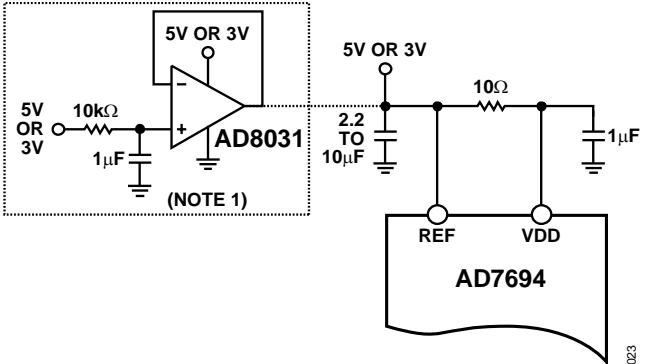 5V OR 3V
5V
OR
3V
10kΩ
1μF
−
+
AD8031
(NOTE 1)
5V OR 3V
2.2
TO
10μF
10Ω
1μF
REF
VDD
AD7694
023